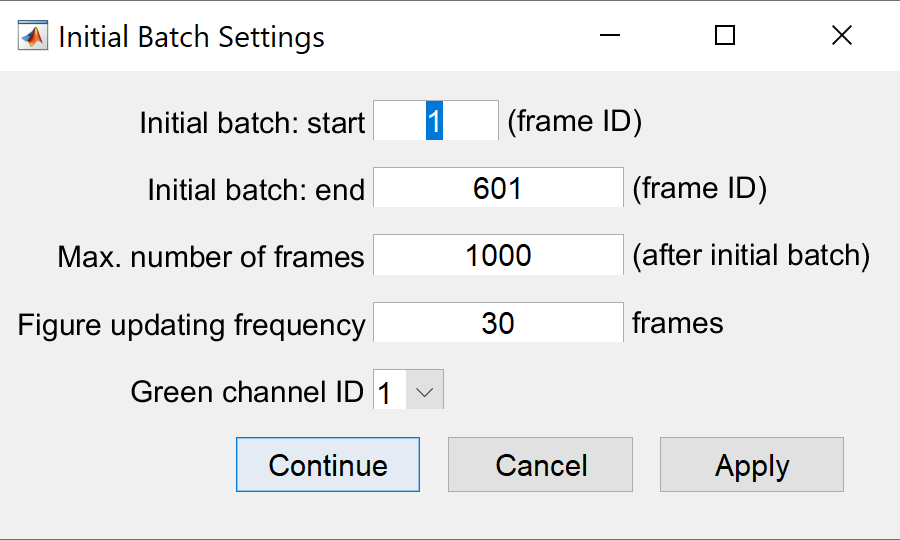 Initial Batch Settings
Initial batch: start 1 (frame ID)
Initial batch: end 601 (frame ID)
Max. number of frames 1000 (after initial batch)
Figure updating frequency 30 frames
Green channel ID 1
Continue Cancel Apply